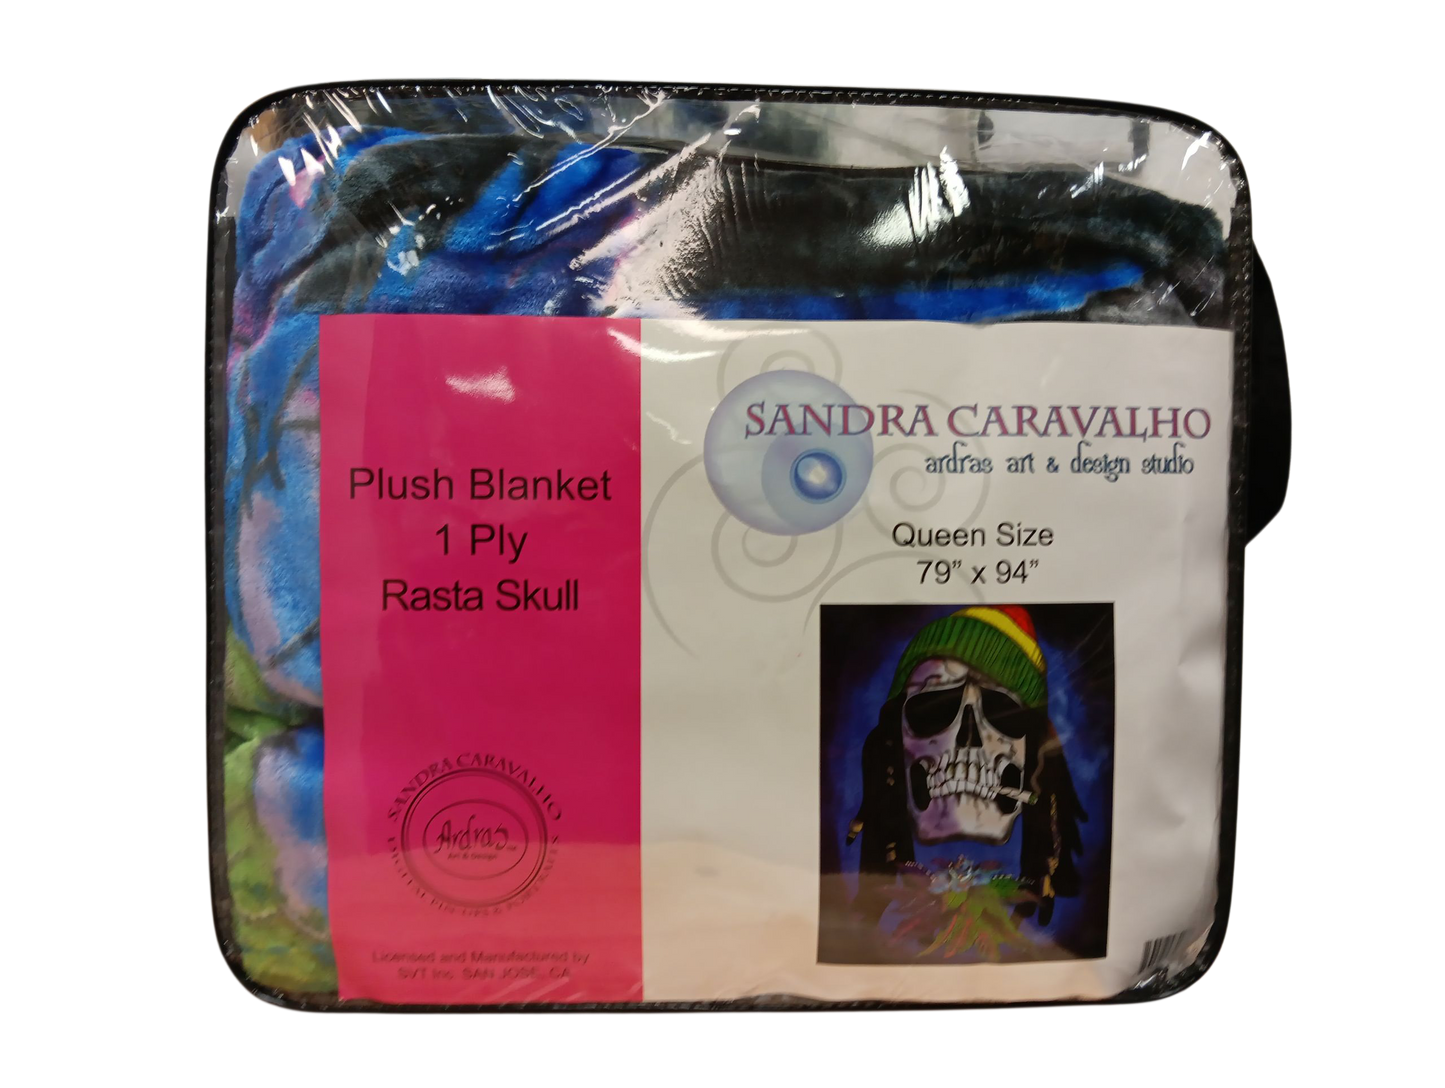 Plush Blanket
1 Ply
Rasta Skull
SANDRA CARAVALHO
Ardras
Art & Design
Licensed and Manufactured by
SVT Inc. SAN JOSE, CA
SANDRA CARAVALHO
ardras art & design studio
Queen Size
79” x 94”